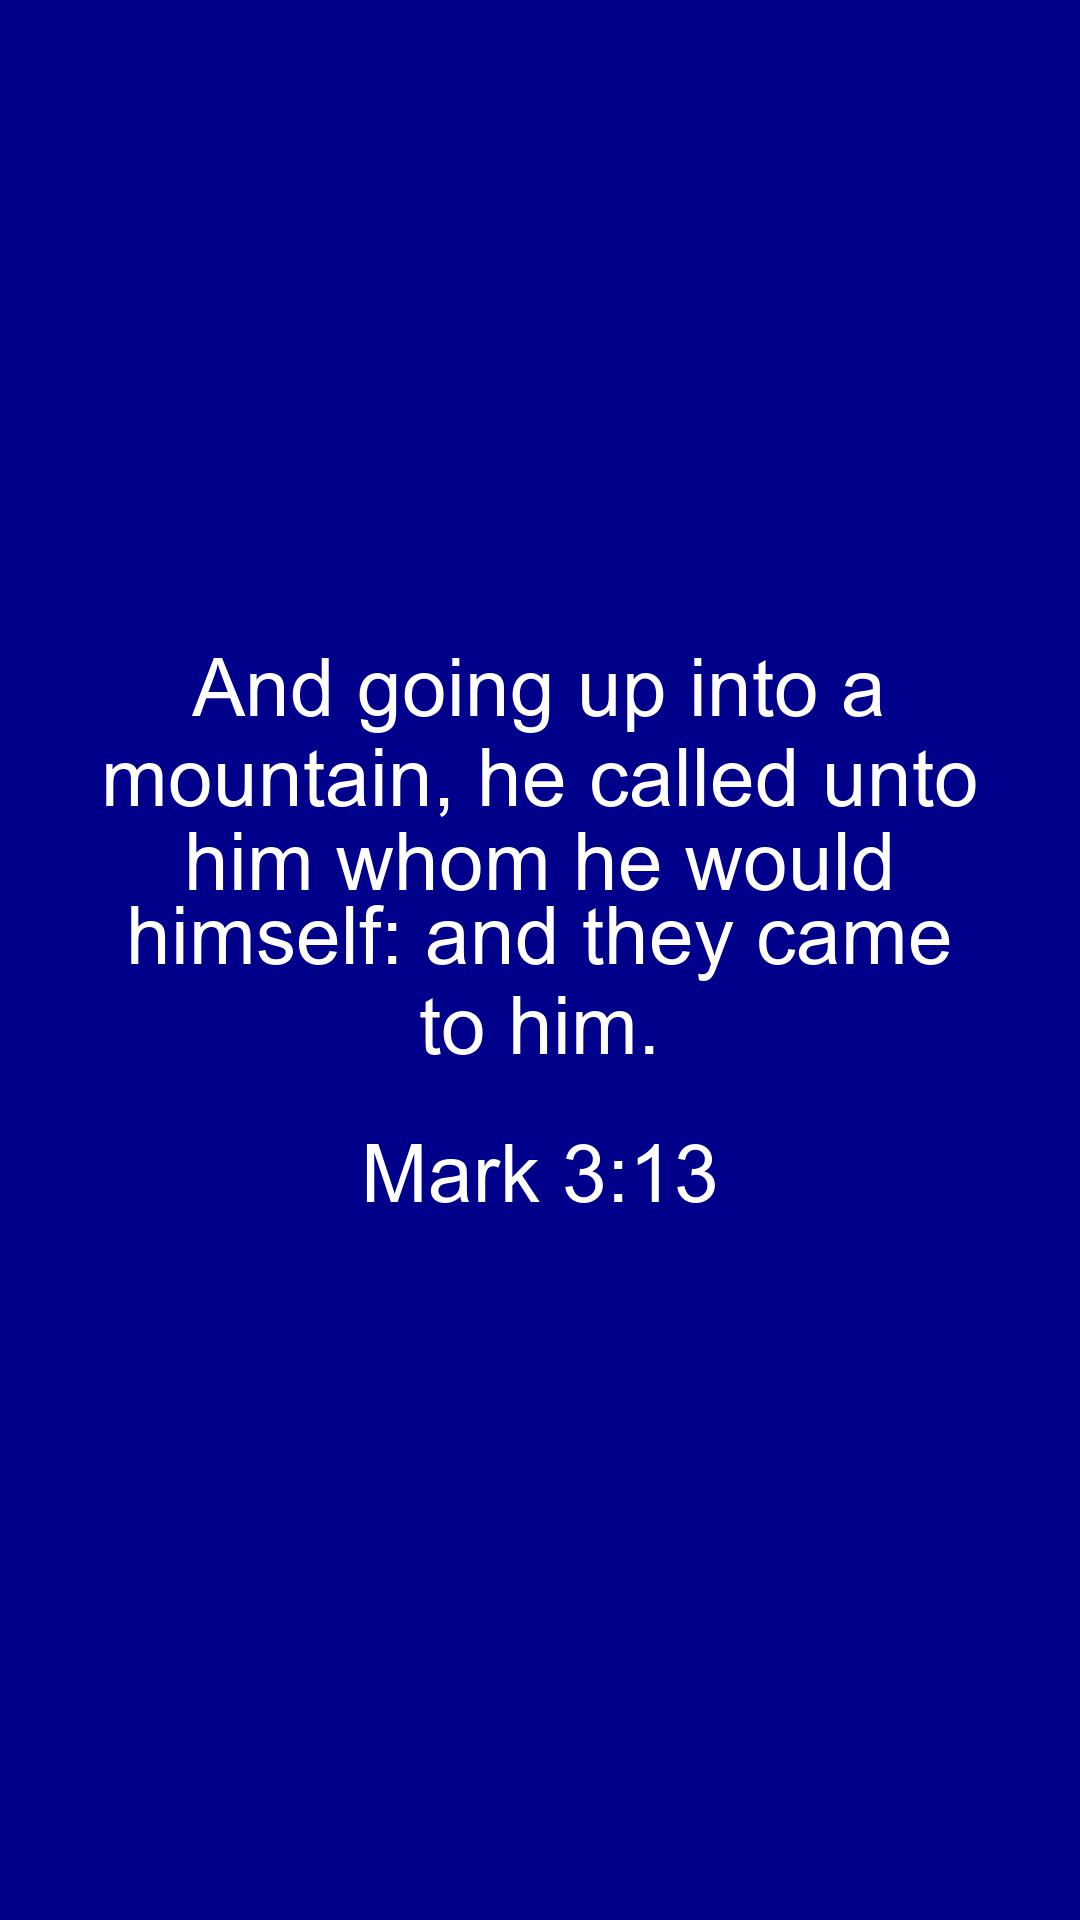 And going up into a
mountain, he called unto
him whom he would
himself: and they came
to him.
Mark 3:13